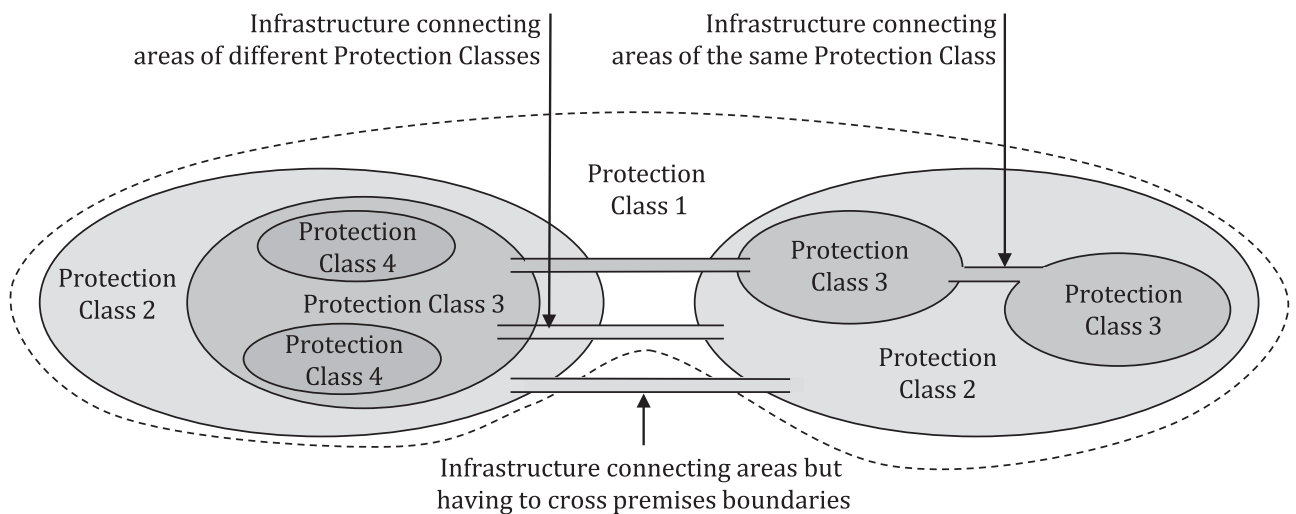 Infrastructure connecting
areas of different Protection Classes
Infrastructure connecting
areas of the same Protection Class
Protection
Class 1
Protection
Class 2
Protection
Class 4
Protection Class 3
Protection
Class 4
Protection
Class 3
Protection
Class 3
Protection
Class 2
Infrastructure connecting areas but
having to cross premises boundaries